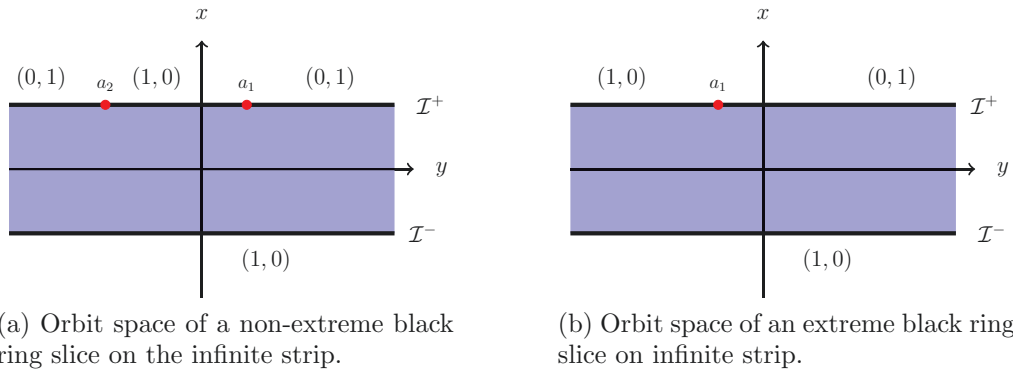 x
x
(0, 1)
a₂
(1, 0)
a₁
(0, 1)
(1, 0)
a₁
(0, 1)
ℐ⁺
ℐ⁺
y
y
ℐ⁻
ℐ⁻
(1, 0)
(1, 0)
a) Orbit space of a non-extreme black
ring slice on the infinite strip.
(b) Orbit space of an extreme black ring
slice on infinite strip.